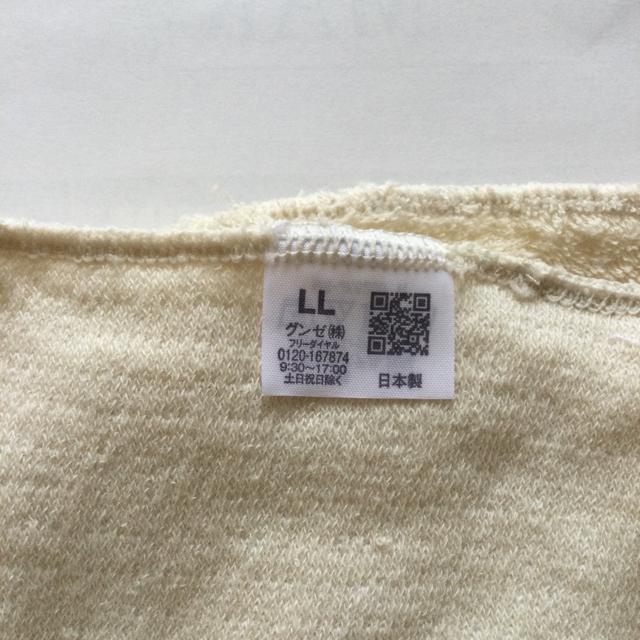 LL
グンゼ㈱
フリーダイヤル
0120-167874
9:30～17:00
土日祝日除く
日本製